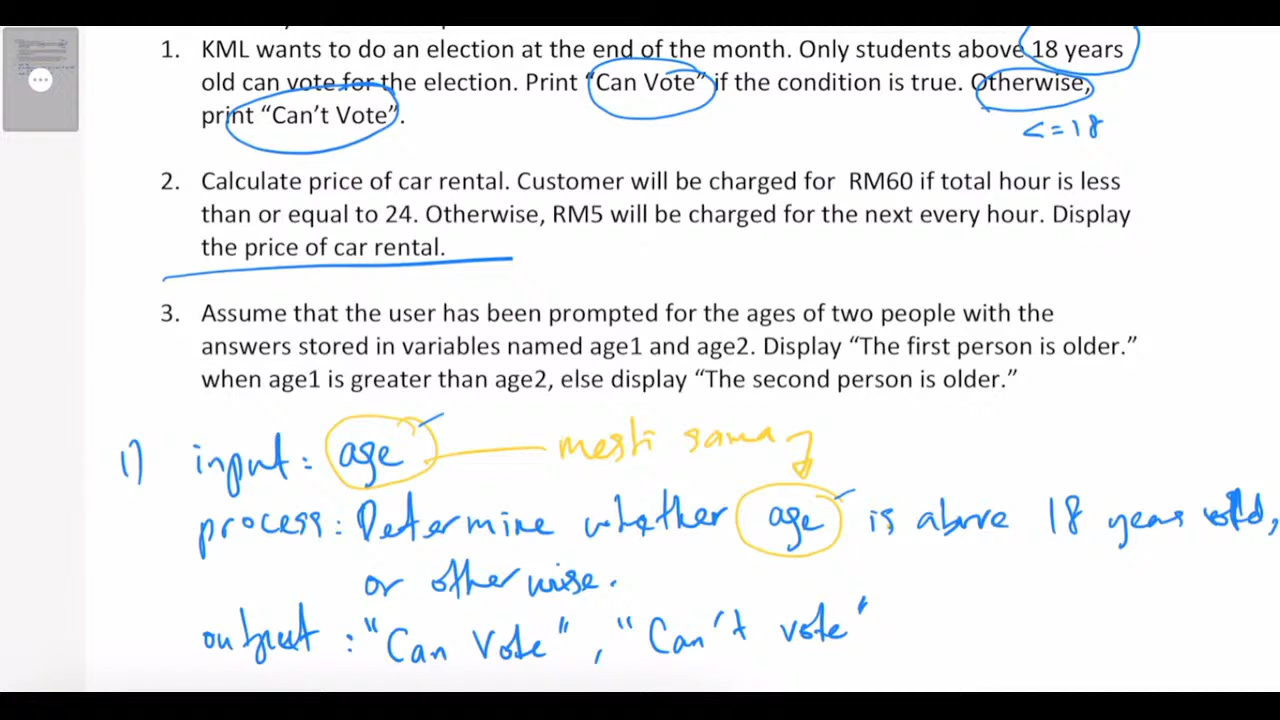 1. KML wants to do an election at the end of the month. Only students above 18 years
old can vote for the election. Print “Can Vote” if the condition is true. Otherwise,
print “Can’t Vote”.
<=18
2. Calculate price of car rental. Customer will be charged for RM60 if total hour is less
than or equal to 24. Otherwise, RM5 will be charged for the next every hour. Display
the price of car rental.
3. Assume that the user has been prompted for the ages of two people with the
answers stored in variables named age1 and age2. Display “The first person is older.”
when age1 is greater than age2, else display “The second person is older.”
1) input: age mesti sama
process: Determine whether age is above 18 years old,
or otherwise.
output: "Can Vote", "Can't vote"